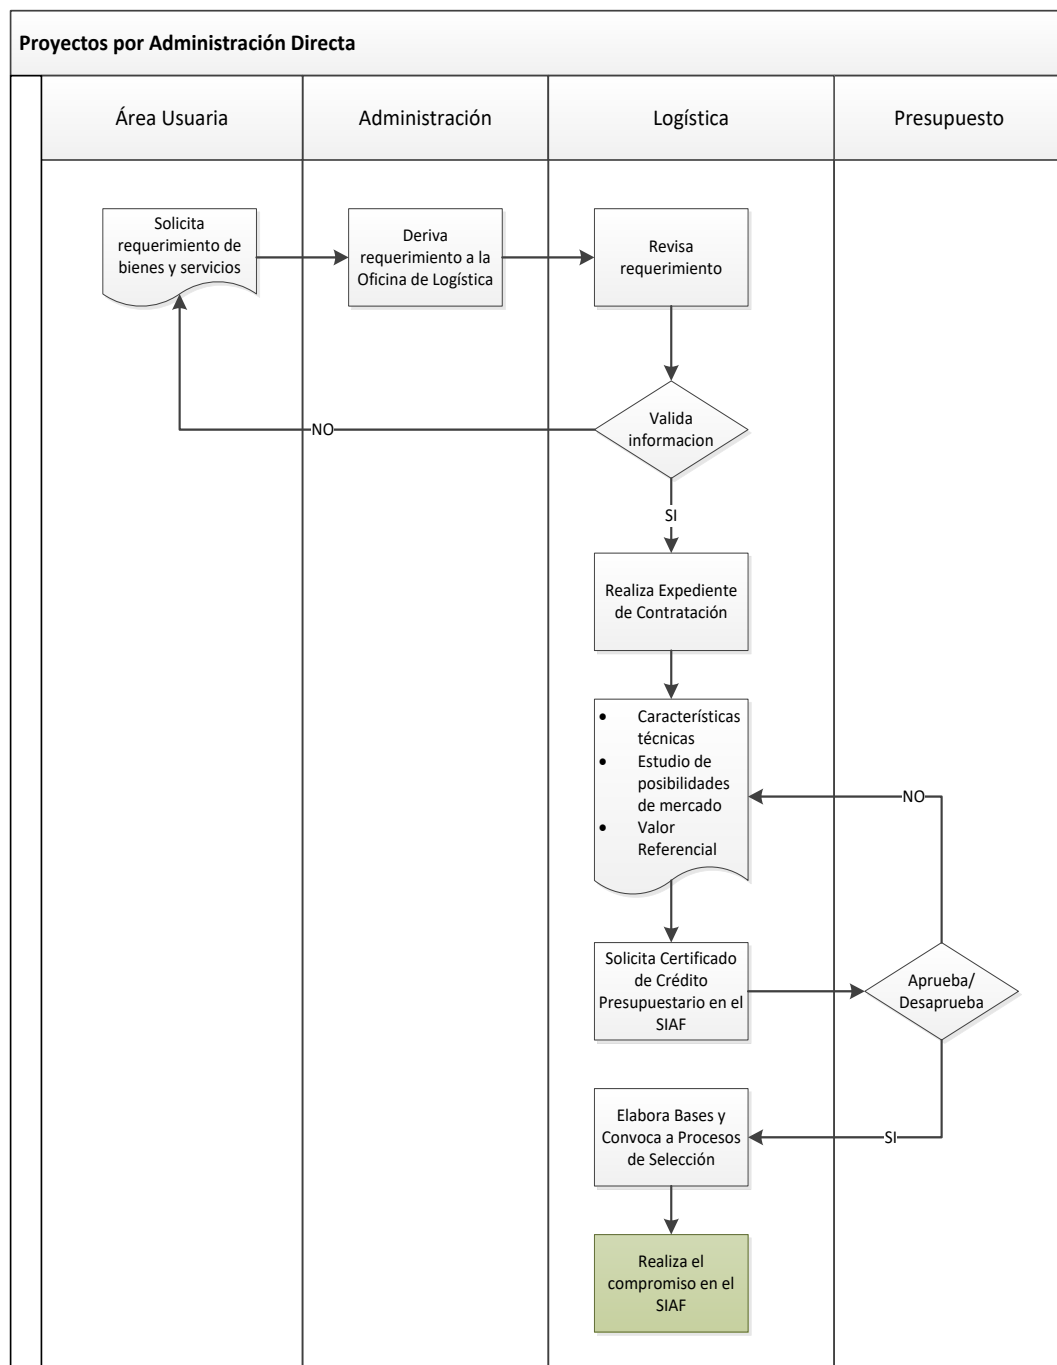 Proyectos por Administración Directa
Área Usuaria
Administración
Logística
Presupuesto
Solicita
requerimiento de
bienes y servicios
Deriva
requerimiento a la
Oficina de Logística
Revisa
requerimiento
Valida
informacion
NO
SI
Realiza Expediente
de Contratación
• Características
técnicas
• Estudio de
posibilidades
de mercado
• Valor
Referencial
NO
Solicita Certificado
de Crédito
Presupuestario en el
SIAF
Aprueba/
Desaprueba
Elabora Bases y
Convoca a Procesos
de Selección
SI
Realiza el
compromiso en el
SIAF